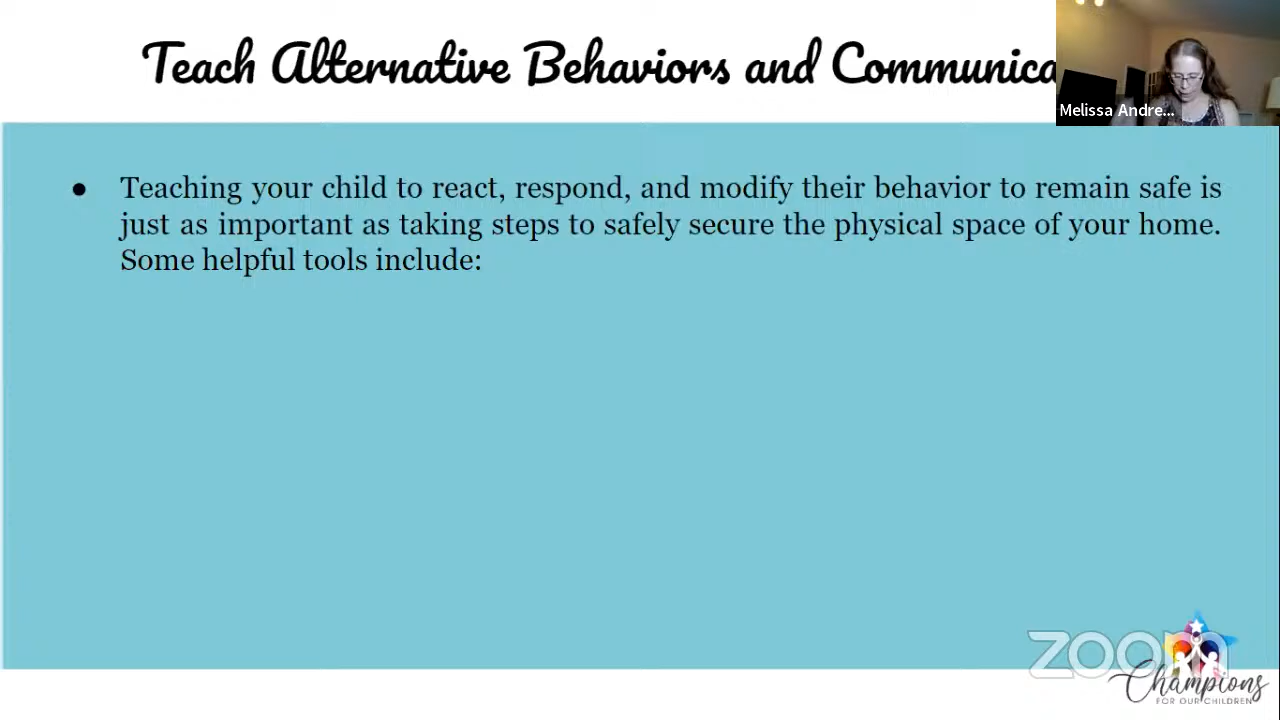 Teach Alternative Behaviors and Communica
Melissa Andre...
● Teaching your child to react, respond, and modify their behavior to remain safe is
just as important as taking steps to safely secure the physical space of your home.
Some helpful tools include:
zoom
Champions
FOR OUR CHILDREN